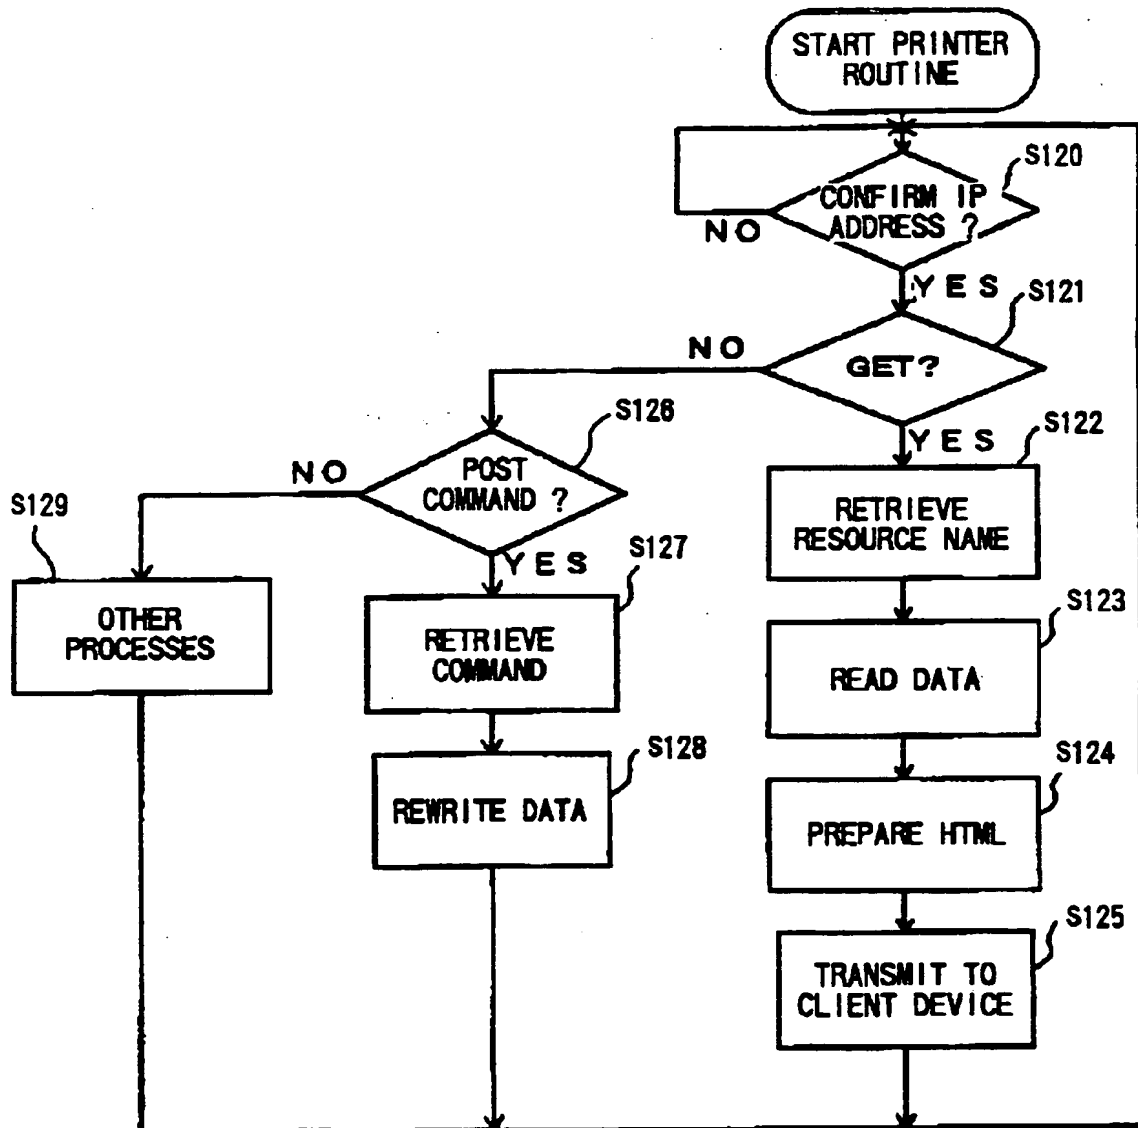 START PRINTER
ROUTINE
S120
CONFIRM IP
ADDRESS ?
NO
YES
S121
GET?
NO
YES
S126
POST
COMMAND ?
NO
YES
S122
RETRIEVE
RESOURCE NAME
S129
OTHER
PROCESSES
S127
RETRIEVE
COMMAND
S123
READ DATA
S128
REWRITE DATA
S124
PREPARE HTML
S125
TRANSMIT TO
CLIENT DEVICE